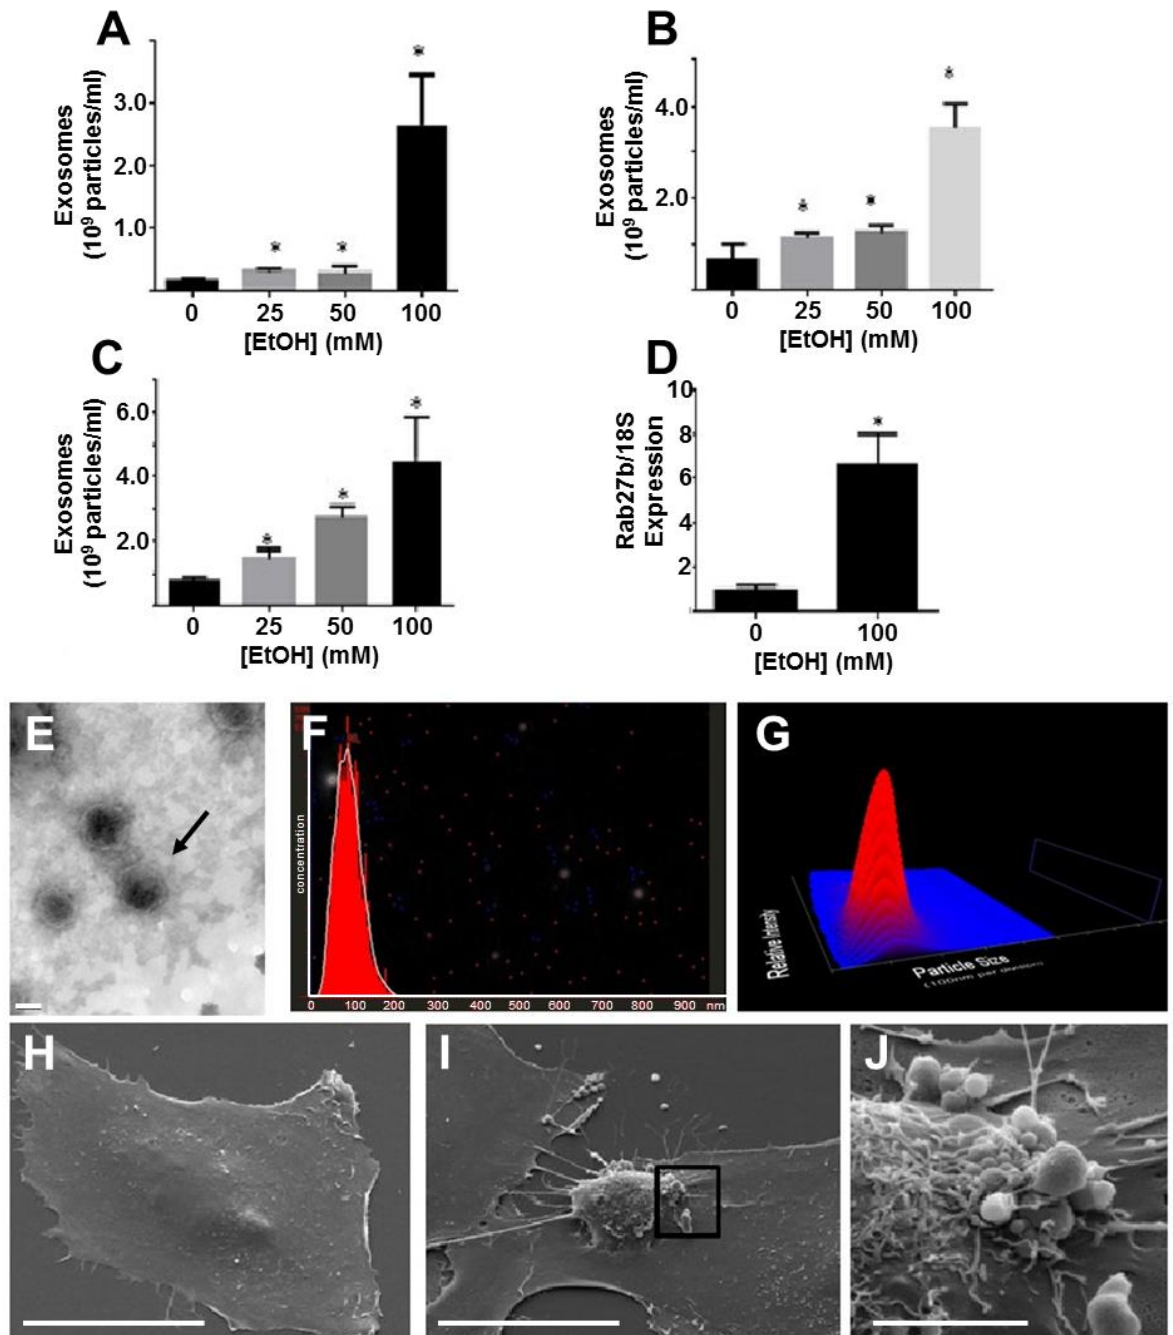 A
B
Exosomes
(10⁹ particles/ml)
3.0
2.0
1.0
*
*
*
0
25
50
100
[EtOH] (mM)
Exosomes
(10⁹ particles/ml)
4.0
2.0
*
*
*
0
25
50
100
[EtOH] (mM)
C
D
Exosomes
(10⁹ particles/ml)
6.0
4.0
2.0
*
*
*
0
25
50
100
[EtOH] (mM)
Rab27b/18S
Expression
10
8
6
4
2
*
0
100
[EtOH] (mM)
E
F
concentration
0 100 200 300 400 500 600 700 800 900 nm
G
Relative Intensity
Particle Size
(100nm per division)
H
I
J